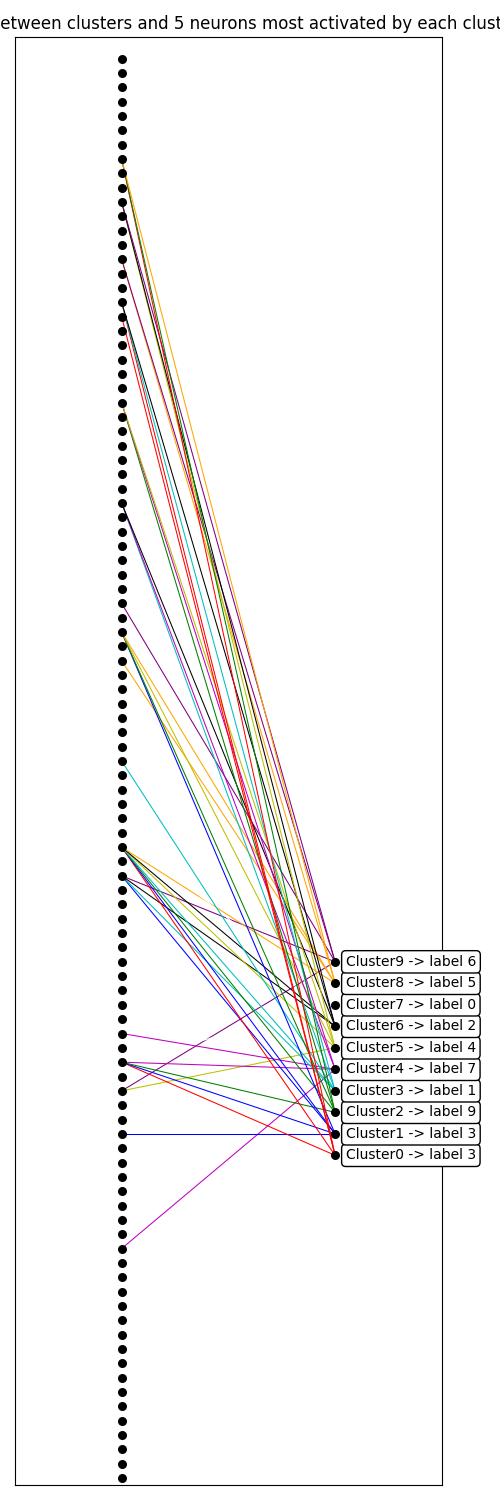 between clusters and 5 neurons most activated by each clust
Cluster9 -> label 6
Cluster8 -> label 5
Cluster7 -> label 0
Cluster6 -> label 2
Cluster5 -> label 4
Cluster4 -> label 7
Cluster3 -> label 1
Cluster2 -> label 9
Cluster1 -> label 3
Cluster0 -> label 3